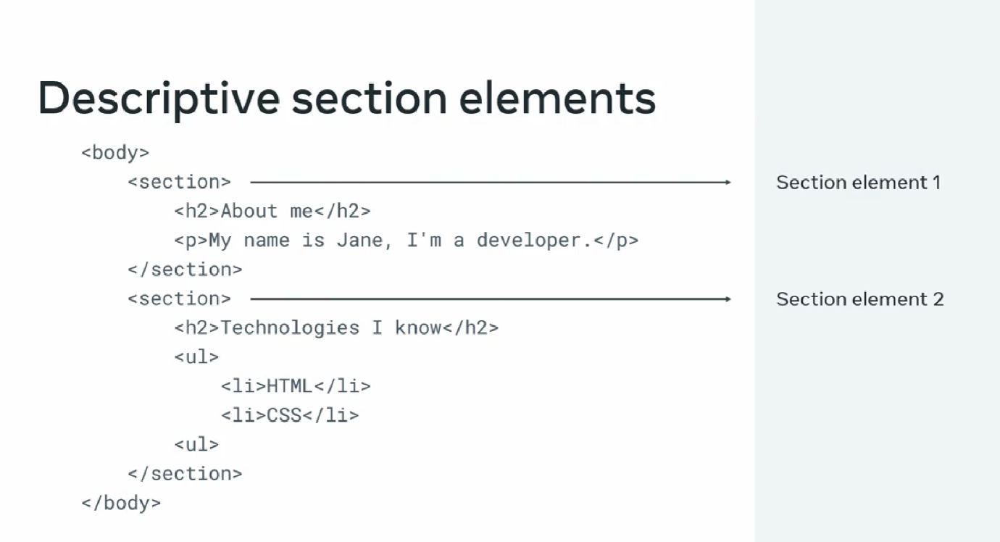 Descriptive section elements
<body>
<section>
Section element 1
<h2>About me</h2>
<p>My name is Jane, I'm a developer.</p>
</section>
<section>
Section element 2
<h2>Technologies I know</h2>
<ul>
<li>HTML</li>
<li>CSS</li>
<ul>
</section>
</body>